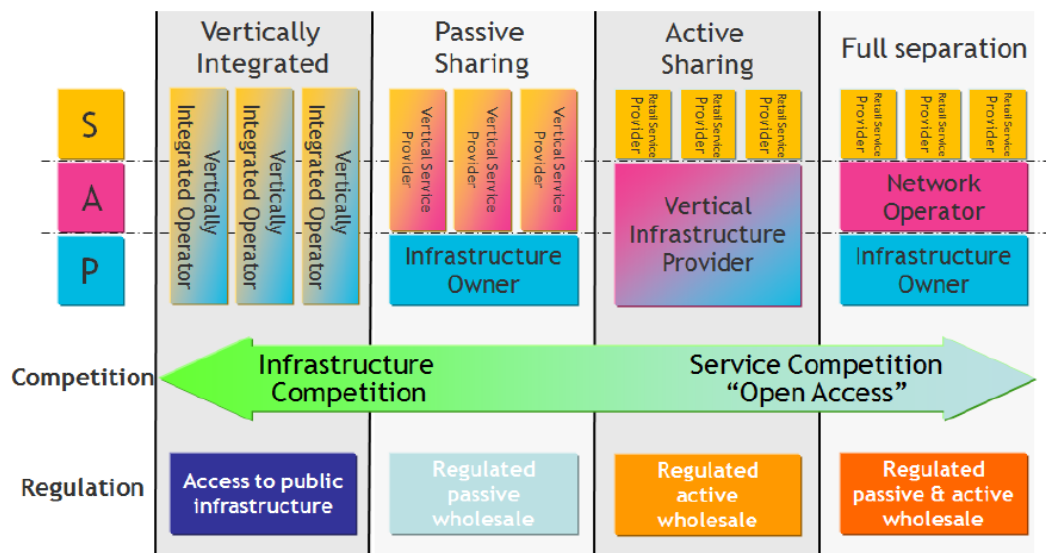 Vertically
Integrated
Passive
Sharing
Active
Sharing
Full separation
S
A
P
Vertically
Integrated Operator
Vertically
Integrated Operator
Vertically
Integrated Operator
Vertical Service
Provider
Vertical Service
Provider
Vertical Service
Provider
Infrastructure
Owner
Retail Service
Provider
Retail Service
Provider
Retail Service
Provider
Vertical
Infrastructure
Provider
Retail Service
Provider
Retail Service
Provider
Retail Service
Provider
Network
Operator
Infrastructure
Owner
Competition
Infrastructure
Competition
Service Competition
“Open Access”
Regulation
Access to public
infrastructure
Regulated
passive
wholesale
Regulated
active
wholesale
Regulated
passive & active
wholesale